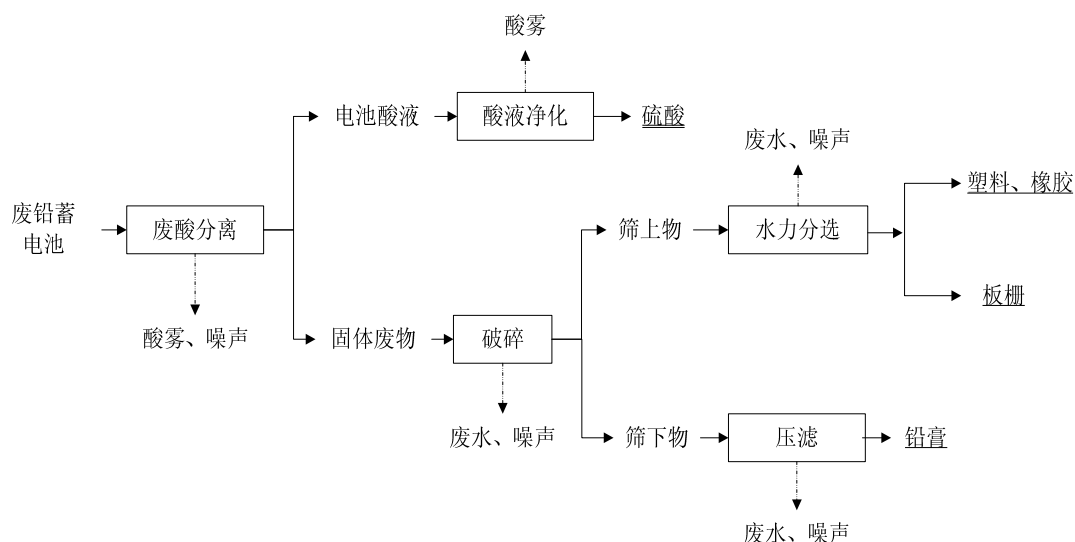 酸雾
电池酸液
酸液净化
硫酸
废水、噪声
塑料、橡胶
废铅蓄
电池
废酸分离
筛上物
水力分选
板栅
酸雾、噪声
固体废物
破碎
废水、噪声
筛下物
压滤
铅膏
废水、噪声